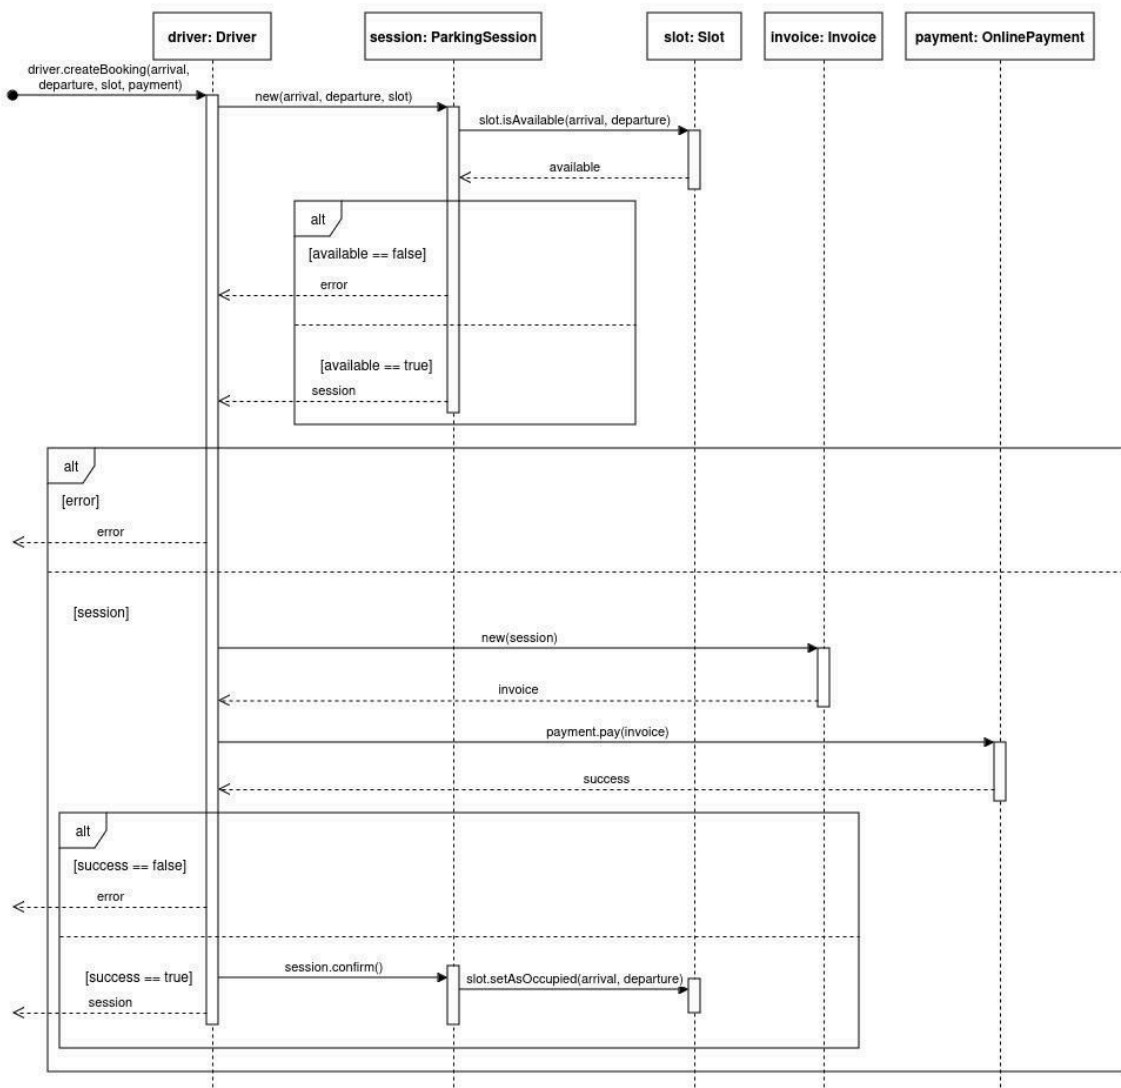 driver: Driver
session: ParkingSession
slot: Slot
invoice: Invoice
payment: OnlinePayment
driver.createBooking(arrival,
departure, slot, payment)
new(arrival, departure, slot)
slot.isAvailable(arrival, departure)
available
alt
[available == false]
error
[available == true]
session
alt
[error]
error
[session]
new(session)
invoice
payment.pay(invoice)
success
alt
[success == false]
error
[success == true]
session.confirm()
slot.setAsOccupied(arrival, departure)
session